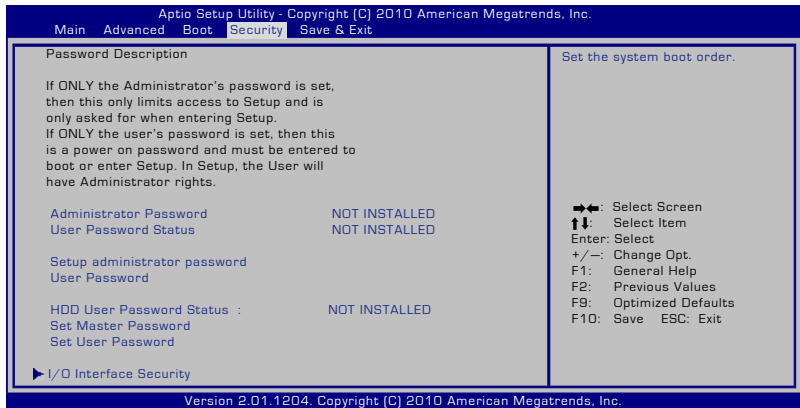 Aptio Setup Utility - Copyright (C) 2010 American Megatrends, Inc.
Main Advanced Boot Security Save & Exit
Password Description
Set the system boot order.
If ONLY the Administrator's password is set,
then this only limits access to Setup and is
only asked for when entering Setup.
If ONLY the user's password is set, then this
is a power on password and must be entered to
boot or enter Setup. In Setup, the User will
have Administrator rights.
Administrator Password NOT INSTALLED
User Password Status NOT INSTALLED
Setup administrator password
User Password
HDD User Password Status : NOT INSTALLED
Set Master Password
Set User Password
I/O Interface Security
→←: Select Screen
↑↓: Select Item
Enter: Select
+/—: Change Opt.
F1: General Help
F2: Previous Values
F9: Optimized Defaults
F10: Save ESC: Exit
Version 2.01.1204. Copyright (C) 2010 American Megatrends, Inc.